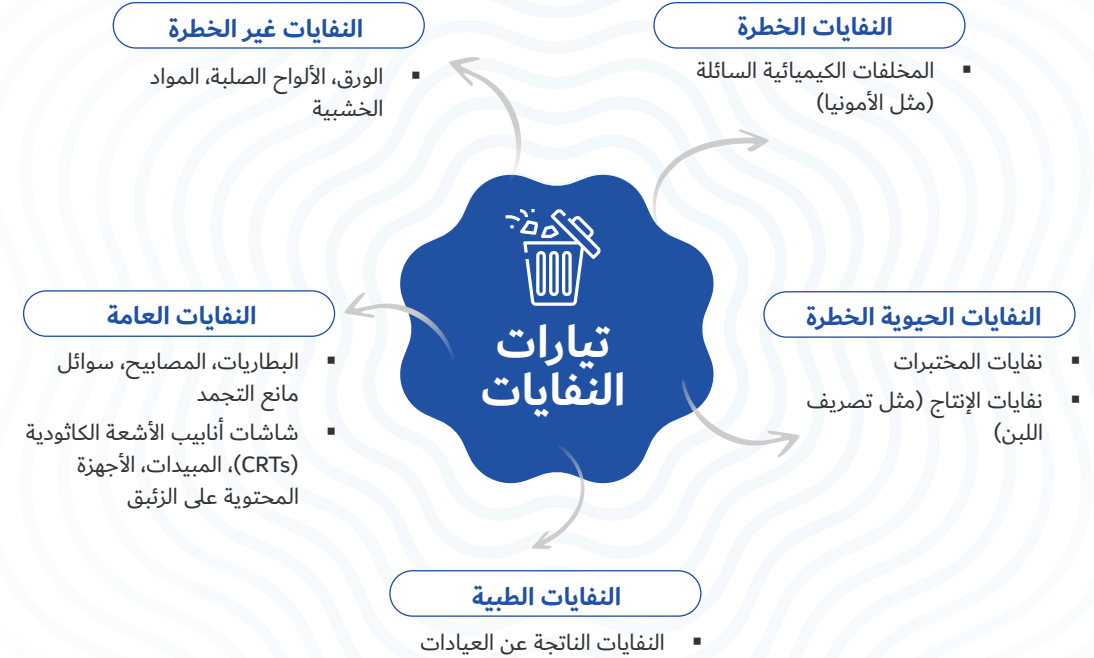 النفايات الخطرة
المخلفات الكيميائية السائلة
(مثل الأمونيا)
النفايات غير الخطرة
الورق، الألواح الصلبة، المواد
الخشبية
تيارات
النفايات
النفايات الحيوية الخطرة
نفايات المختبرات
نفايات الإنتاج (مثل تصريف
اللبن)
النفايات العامة
البطاريات، المصابيح، سوائل
مانع التجمد
شاشات أنابيب الأشعة الكاثودية
(CRTs)، المبيدات، الأجهزة
المحتوية على الزئبق
النفايات الطبية
النفايات الناتجة عن العيادات